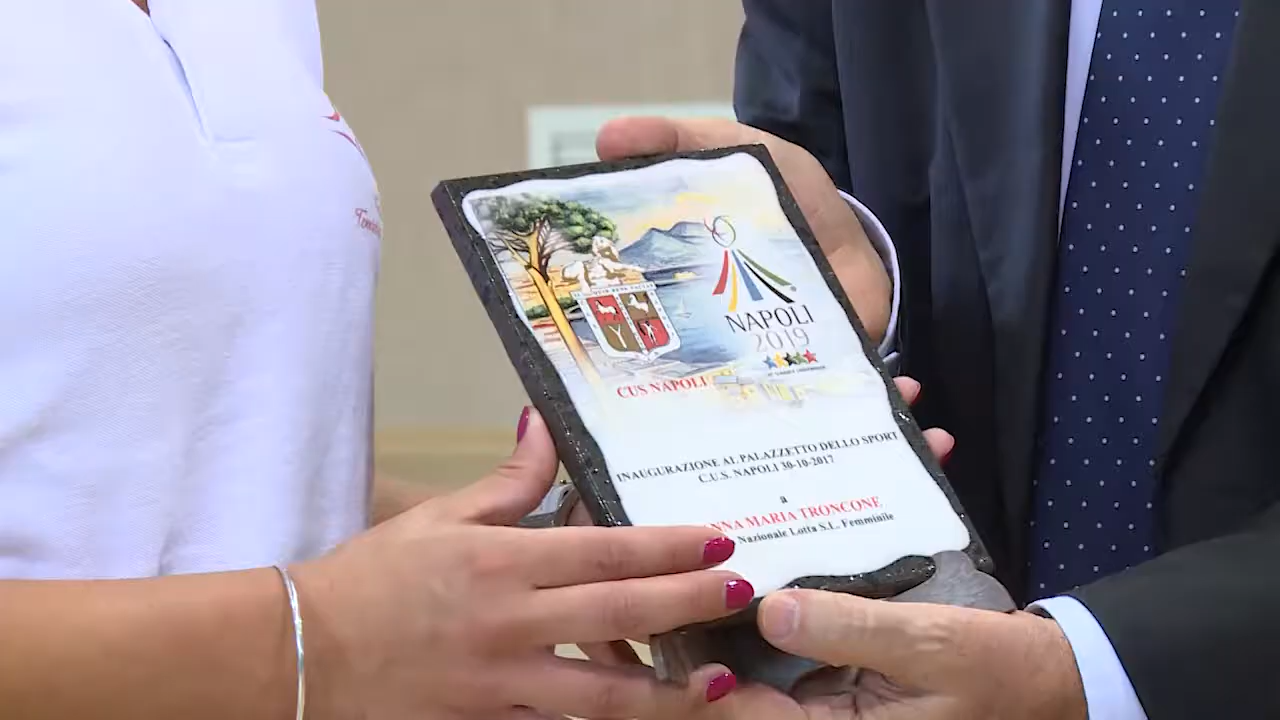 NAPOLI
2019
CUS NAPOLI
INAUGURAZIONE AL PALAZZETTO DELLO SPORT
C.U.S. NAPOLI 30-10-2017
a
ANNA MARIA TRONCONE
Nazionale Lotta S.L. Femminile